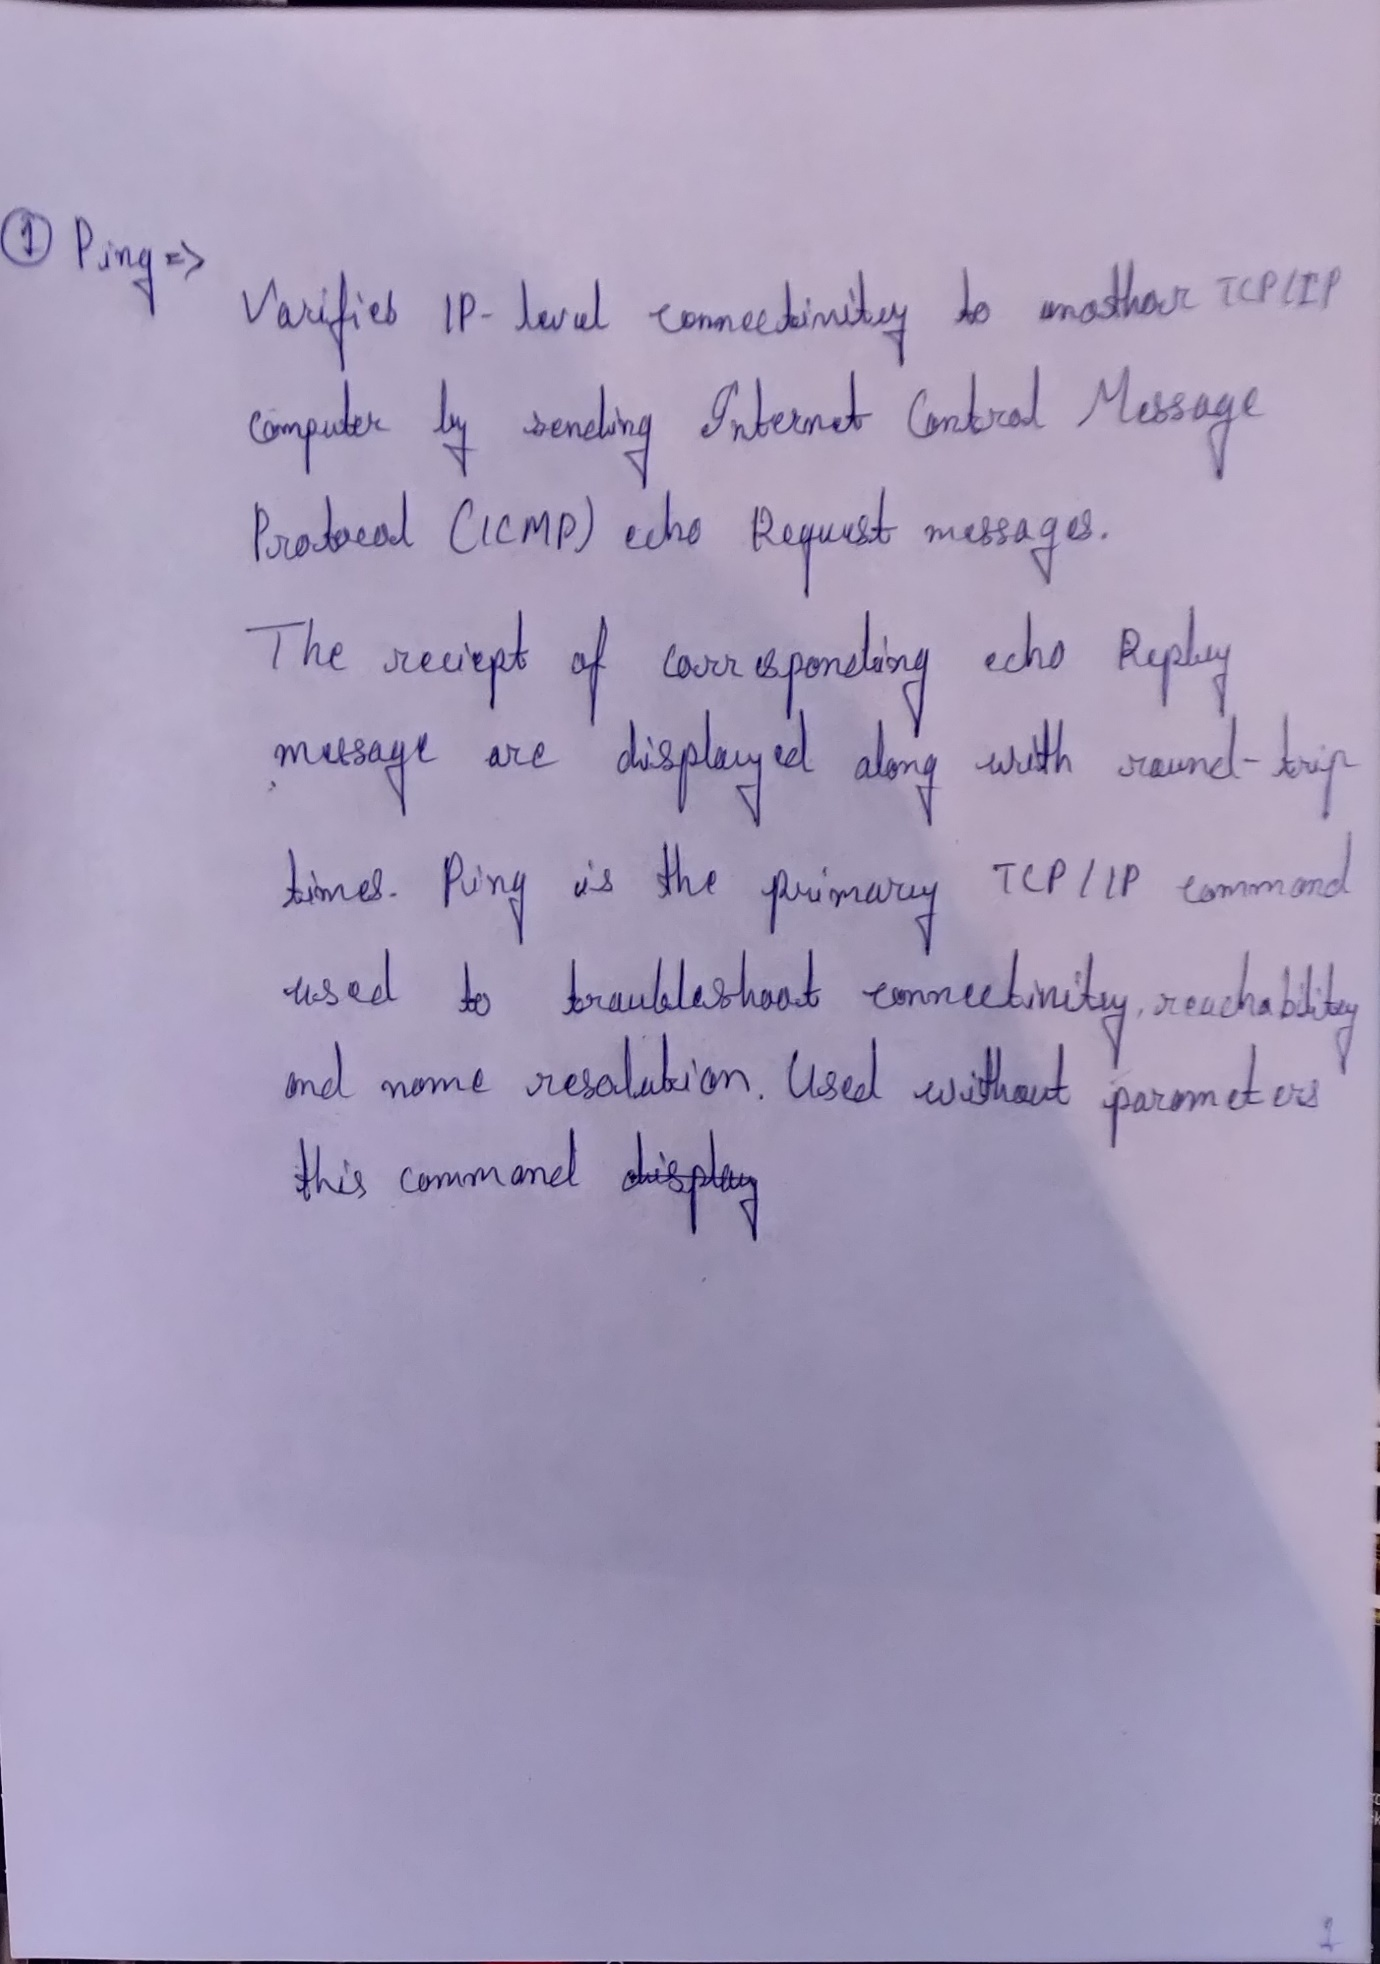 ① Ping =>
Varifies IP-level connectivity to another TCP/IP
computer by sending Internet Control Message
Protocol (ICMP) echo Request messages.
The reciept of corresponding echo Reploy
message are displayed along with round-trip
times. Ping is the primary TCP/IP command
used to troubleshoot connectivity, reachability
and name resolution. Used without parameters
this command display
1